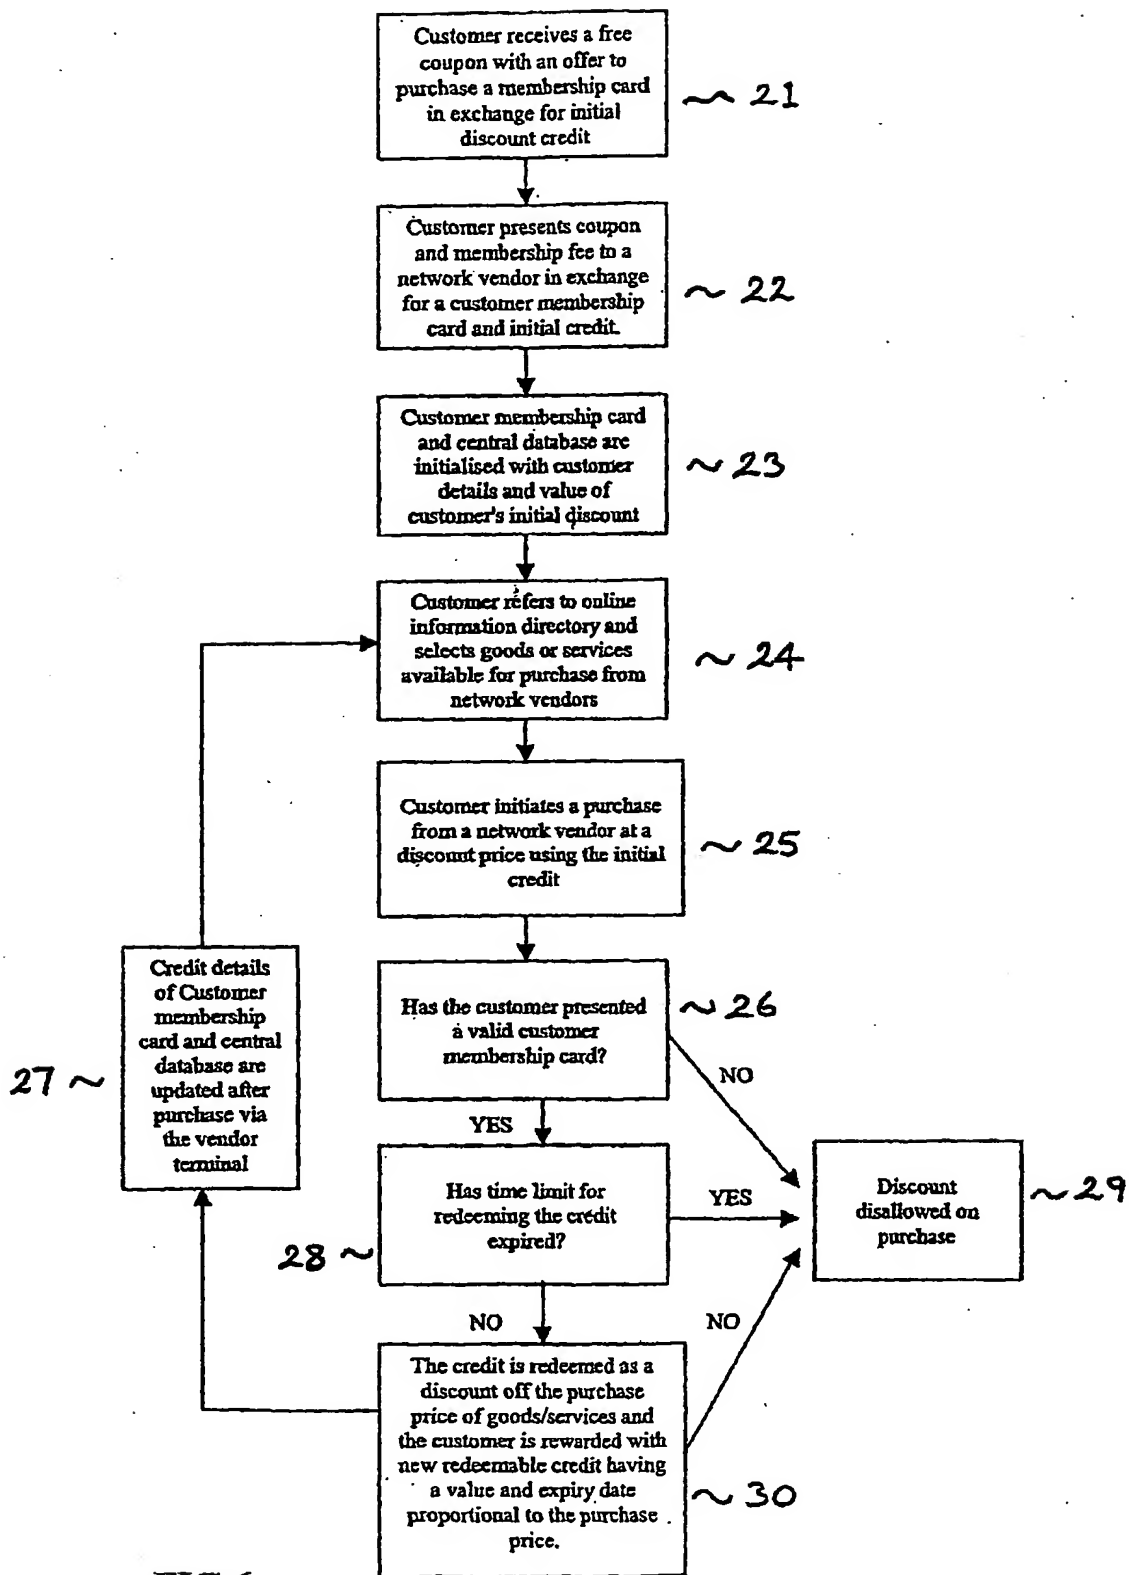 Customer receives a free
coupon with an offer to
purchase a membership card
in exchange for initial
discount credit
~ 21
Customer presents coupon
and membership fee to a
network vendor in exchange
for a customer membership
card and initial credit.
~ 22
Customer membership card
and central database are
initialised with customer
details and value of
customer's initial discount
~ 23
Customer refers to online
information directory and
selects goods or services
available for purchase from
network vendors
~ 24
Customer initiates a purchase
from a network vendor at a
discount price using the initial
credit
~ 25
Has the customer presented
a valid customer
membership card?
~ 26
NO
YES
Credit details
of Customer
membership
card and central
database are
updated after
purchase via
the vendor
terminal
27 ~
Has time limit for
redeeming the credit
expired?
28 ~
YES
Discount
disallowed on
purchase
~ 29
NO
NO
The credit is redeemed as a
discount off the purchase
price of goods/services and
the customer is rewarded with
new redeemable credit having
a value and expiry date
proportional to the purchase
price.
~ 30